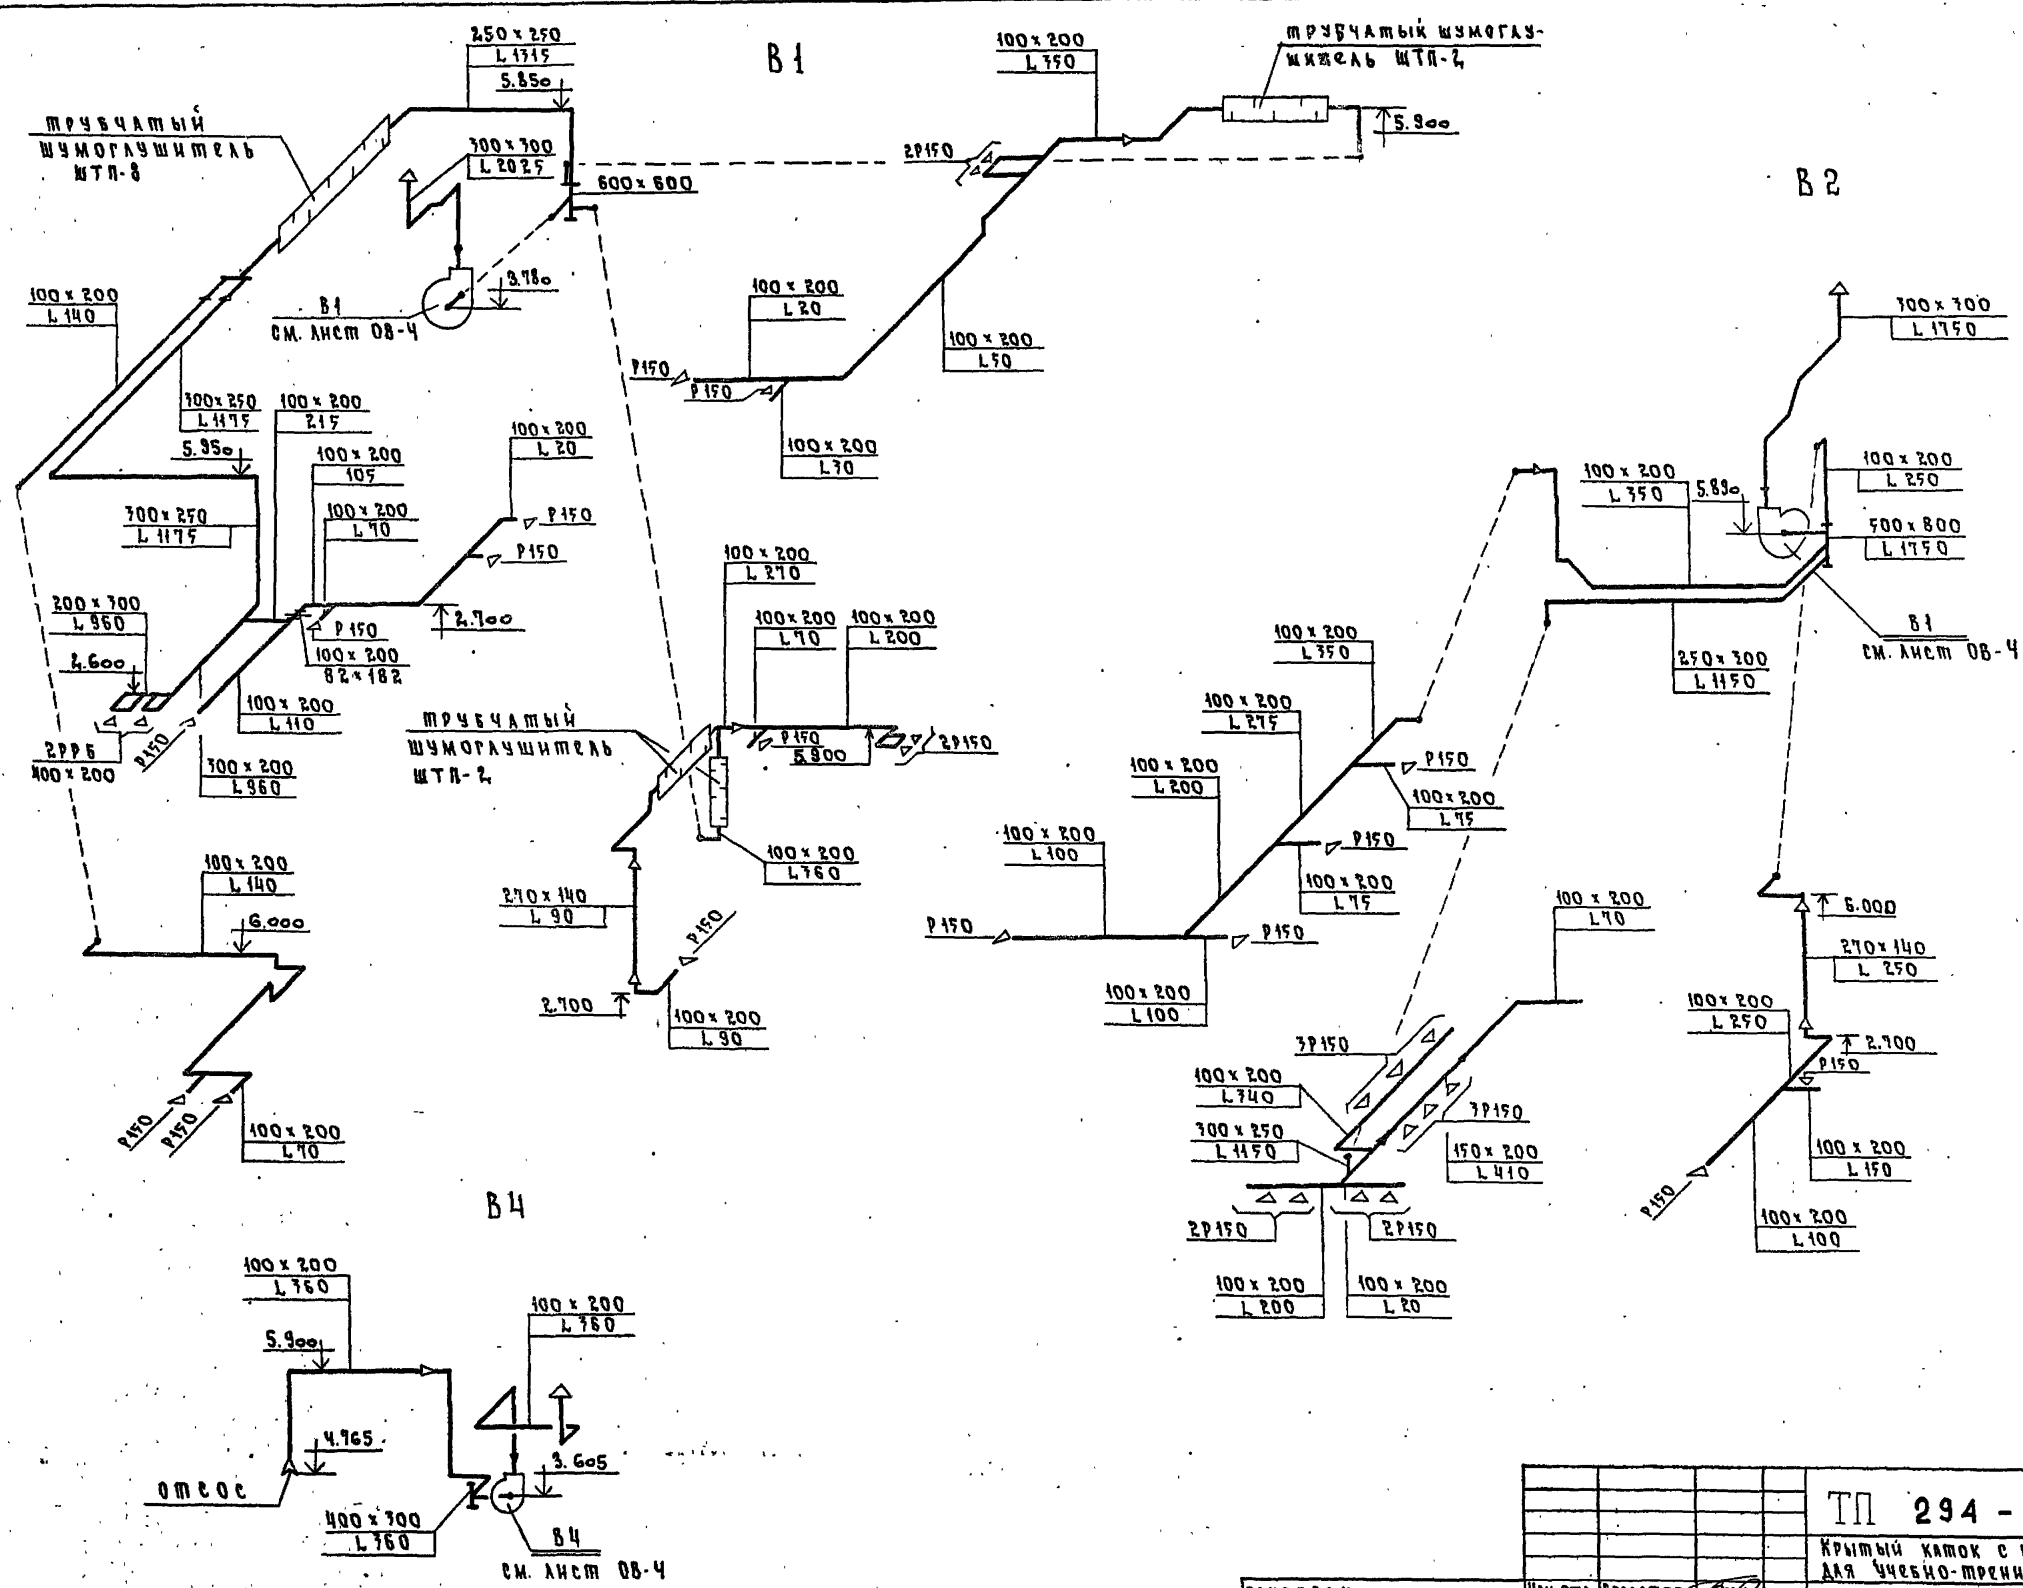 В1
250 × 250
L 1315
5.850
ТРУБЧАТЫЙ
ШУМОГЛУШИТЕЛЬ
ШТП-8
300 × 300
L 2025
600 × 600
В1
СМ. ЛИСТ ОВ-4
3.780
100 × 200
L 140
300 × 250
L 1175
5.950
100 × 200
215
100 × 200
105
100 × 200
L 70
100 × 200
L 20
Р150
Р150
300 × 250
L 1175
200 × 300
L 960
2.600
2.700
Р150
100 × 200
82 × 182
100 × 200
L 110
2РР6
400 × 200
Р150
300 × 200
L 960
100 × 200
L 350
ТРУБЧАТЫЙ ШУМОГЛУ-
ШИТЕЛЬ ШТП-2
5.900
2Р150
100 × 200
L 20
100 × 200
L 50
Р150
Р150
100 × 200
L 30
100 × 200
L 270
100 × 200
L 70
100 × 200
L 200
ТРУБЧАТЫЙ
ШУМОГЛУШИТЕЛЬ
ШТП-2
Р150
5.900
2Р150
100 × 200
L 360
270 × 140
L 90
Р150
2.700
100 × 200
L 90
100 × 200
L 140
6.000
Р150
Р150
100 × 200
L 70
В2
300 × 300
L 1750
100 × 200
L 350
5.830
100 × 200
L 250
500 × 800
L 1750
В1
СМ. ЛИСТ ОВ-4
250 × 300
L 1150
100 × 200
L 350
100 × 200
L 275
100 × 200
L 200
100 × 200
L 100
Р150
100 × 200
L 75
Р150
100 × 200
L 75
Р150
Р150
100 × 200
L 100
100 × 200
L 70
3Р150
100 × 200
L 340
3Р150
300 × 250
L 1150
150 × 200
L 410
2Р150
2Р150
100 × 200
L 200
100 × 200
L 20
6.000
270 × 140
L 250
100 × 200
L 250
2.700
Р150
100 × 200
L 150
Р150
100 × 200
L 100
В4
100 × 200
L 360
5.900
4.965
ОТСОС
100 × 200
L 360
3.605
400 × 300
L 360
В4
СМ. ЛИСТ ОВ-4
ТП 294 -
КРЫТЫЙ КАТОК С
ДЛЯ УЧЕБНО-ТРЕНИ